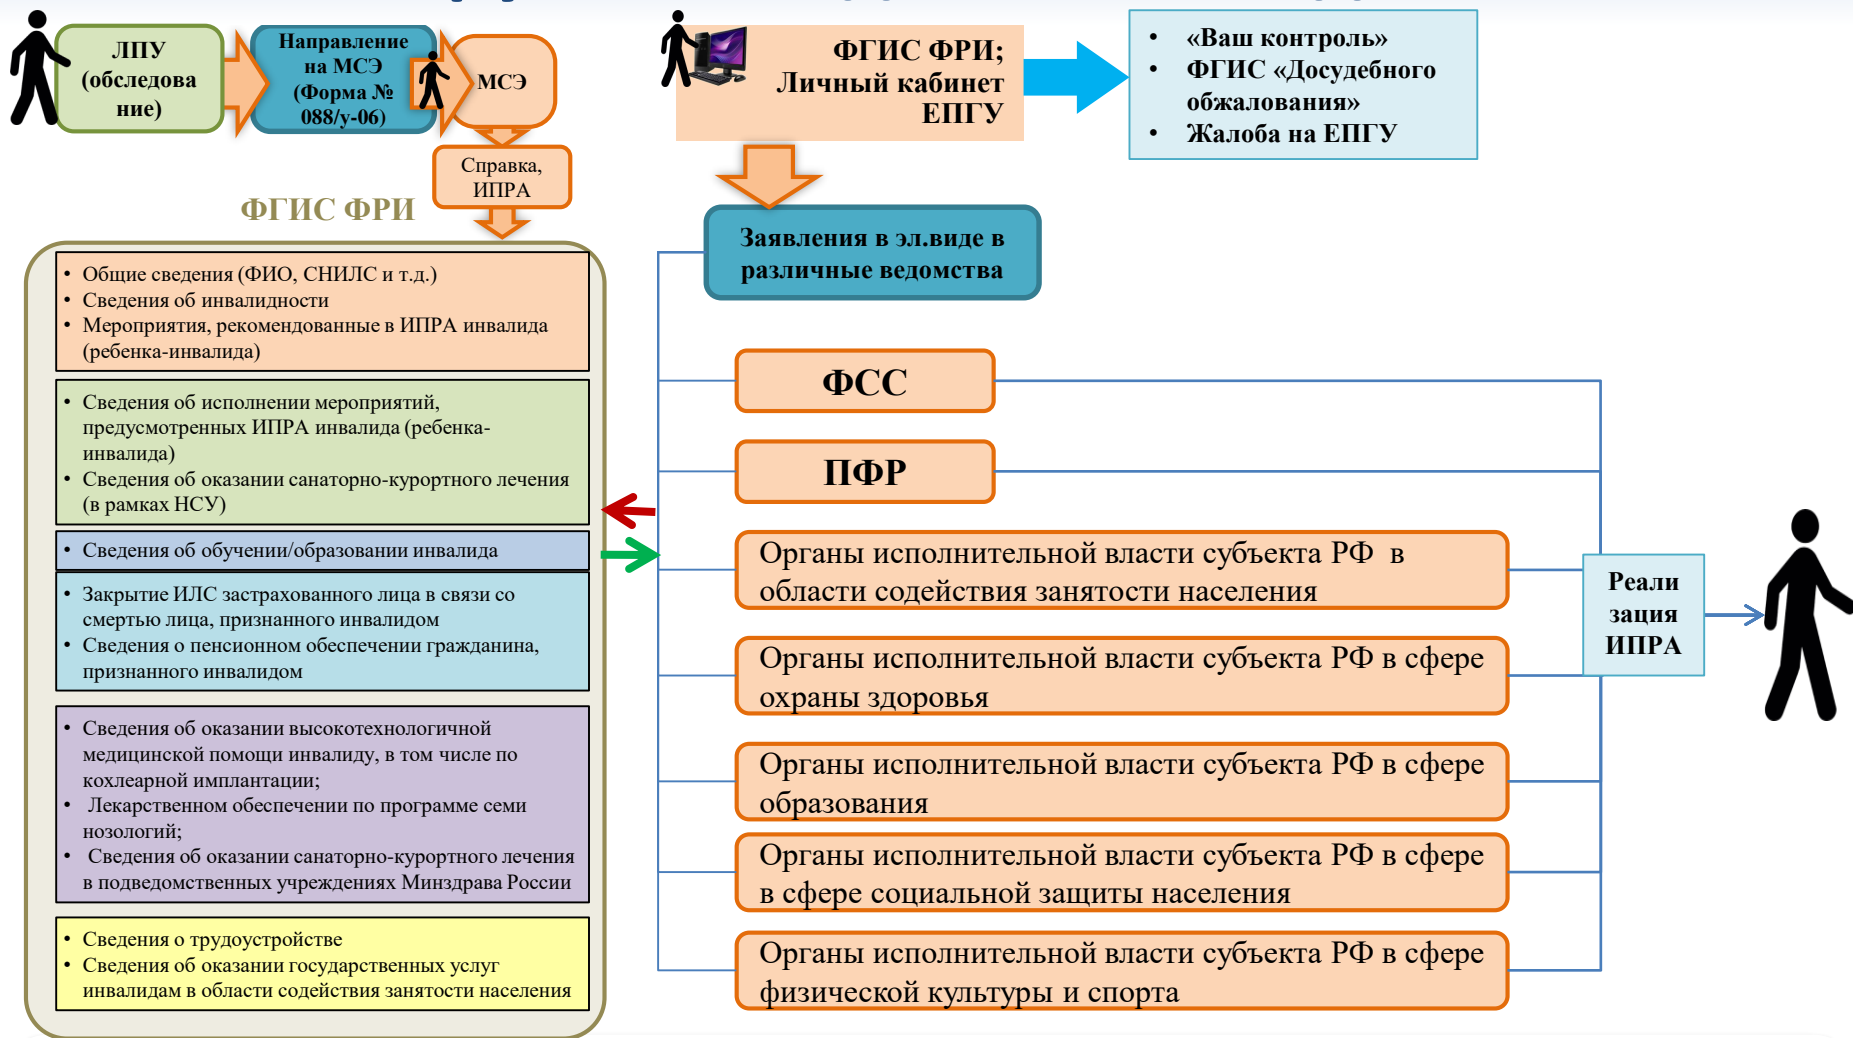 ЛПУ
(обследова
ние)
Направление
на МСЭ
(Форма №
088/у-06)
МСЭ
Справка,
ИПРА
ФГИС ФРИ;
Личный кабинет
ЕПГУ
• «Ваш контроль»
• ФГИС «Досудебного
обжалования»
• Жалоба на ЕПГУ
ФГИС ФРИ
• Общие сведения (ФИО, СНИЛС и т.д.)
• Сведения об инвалидности
• Мероприятия, рекомендованные в ИПРА инвалида
(ребенка-инвалида)
• Сведения об исполнении мероприятий,
предусмотренных ИПРА инвалида (ребенка-
инвалида)
• Сведения об оказании санаторно-курортного лечения
(в рамках НСУ)
• Сведения об обучении/образовании инвалида
• Закрытие ИЛС застрахованного лица в связи со
смертью лица, признанного инвалидом
• Сведения о пенсионном обеспечении гражданина,
признанного инвалидом
• Сведения об оказании высокотехнологичной
медицинской помощи инвалиду, в том числе по
кохлеарной имплантации;
• Лекарственном обеспечении по программе семи
нозологий;
• Сведения об оказании санаторно-курортного лечения
в подведомственных учреждениях Минздрава России
• Сведения о трудоустройстве
• Сведения об оказании государственных услуг
инвалидам в области содействия занятости населения
Заявления в эл.виде в
различные ведомства
ФСС
ПФР
Органы исполнительной власти субъекта РФ в
области содействия занятости населения
Органы исполнительной власти субъекта РФ в сфере
охраны здоровья
Органы исполнительной власти субъекта РФ в сфере
образования
Органы исполнительной власти субъекта РФ в сфере
в сфере социальной защиты населения
Органы исполнительной власти субъекта РФ в сфере
физической культуры и спорта
Реали
зация
ИПРА